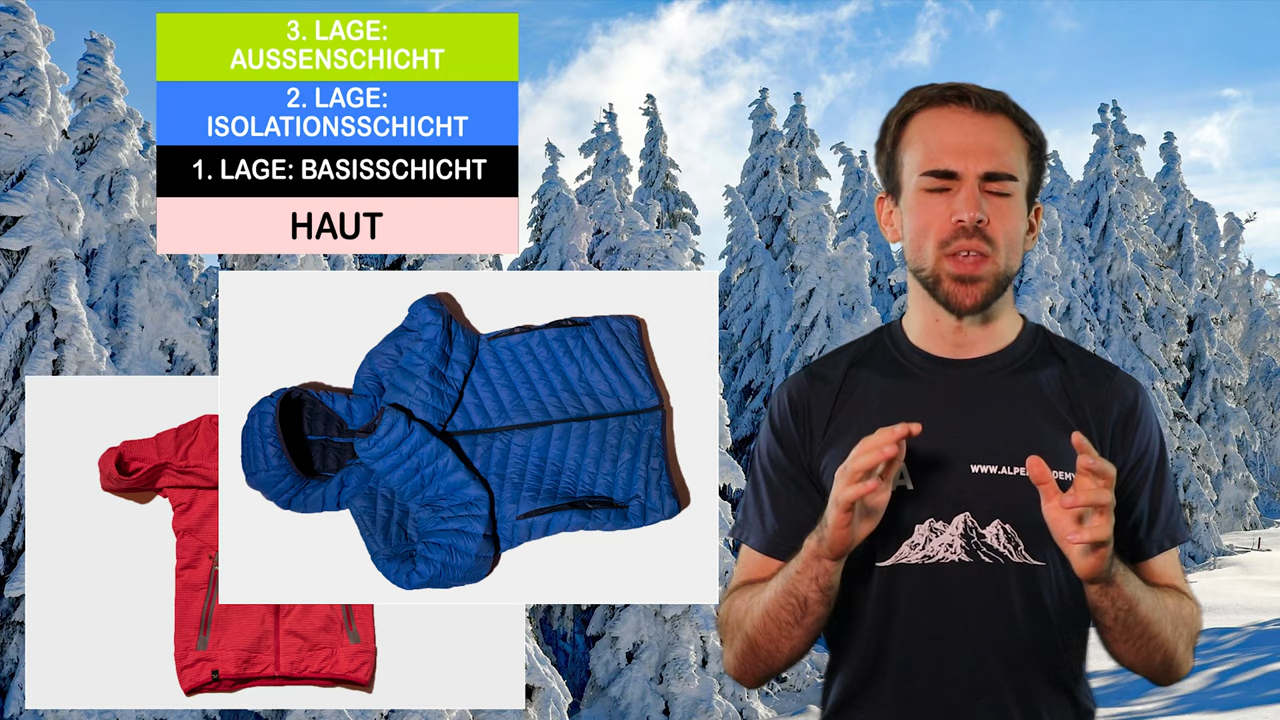 3. LAGE:
AUSSENSCHICHT
2. LAGE:
ISOLATIONSSCHICHT
1. LAGE: BASISSCHICHT
HAUT